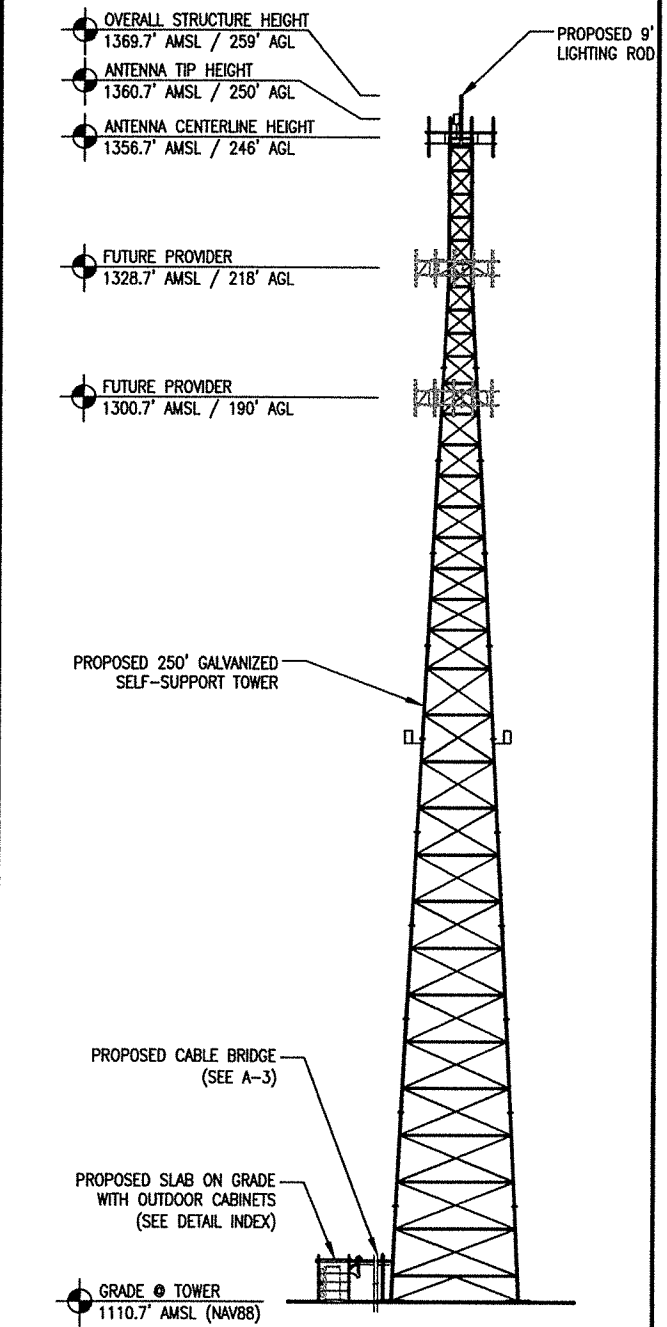 OVERALL STRUCTURE HEIGHT
1369.7' AMSL / 259' AGL
PROPOSED 9'
LIGHTING ROD
ANTENNA TIP HEIGHT
1360.7' AMSL / 250' AGL
ANTENNA CENTERLINE HEIGHT
1356.7' AMSL / 246' AGL
FUTURE PROVIDER
1328.7' AMSL / 218' AGL
FUTURE PROVIDER
1300.7' AMSL / 190' AGL
PROPOSED 250' GALVANIZED
SELF-SUPPORT TOWER
PROPOSED CABLE BRIDGE
(SEE A-3)
PROPOSED SLAB ON GRADE
WITH OUTDOOR CABINETS
(SEE DETAIL INDEX)
GRADE @ TOWER
1110.7' AMSL (NAV88)